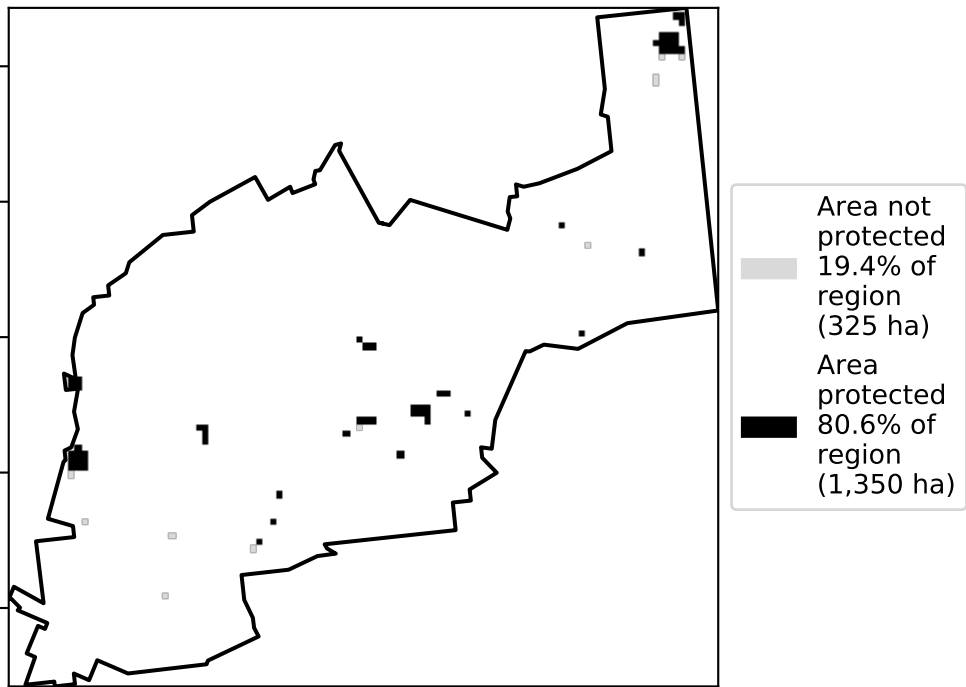 Area not
protected
19.4% of
region
(325 ha)
Area
protected
80.6% of
region
(1,350 ha)